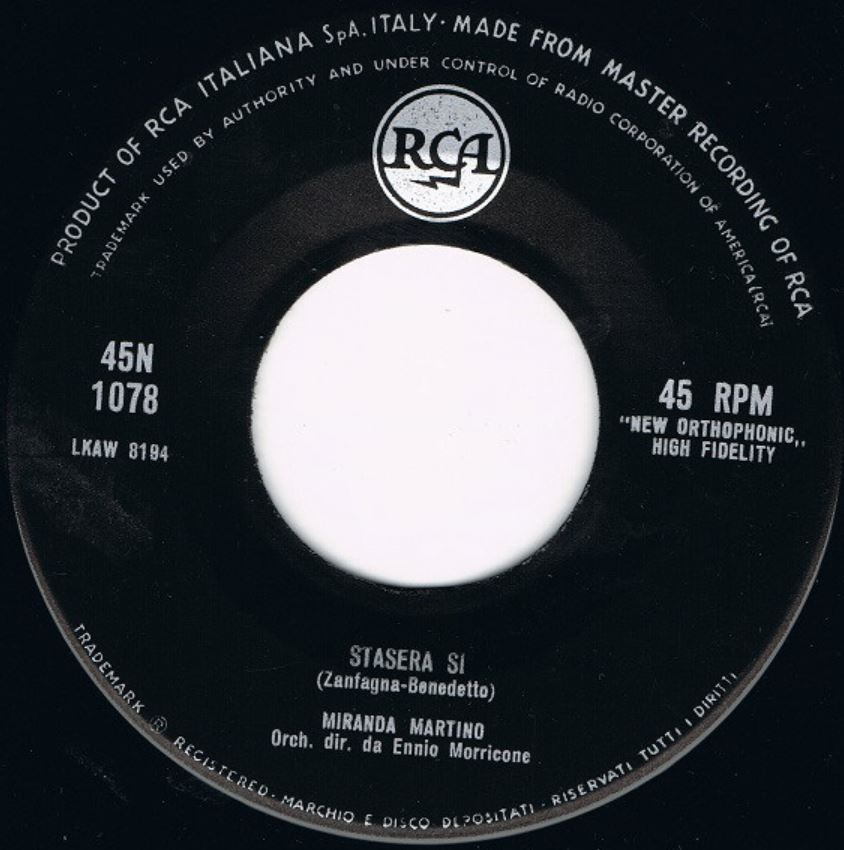 PRODUCT OF RCA ITALIANA SpA. ITALY · MADE FROM MASTER RECORDING OF RCA
TRADEMARK USED BY AUTHORITY AND UNDER CONTROL OF RADIO CORPORATION OF AMERICA (RCA)
RCA
45N
1078
LKAW 8194
45 RPM
"NEW ORTHOPHONIC„
HIGH FIDELITY
STASERA SI
(Zanfagna-Benedetto)
MIRANDA MARTINO
Orch. dir. da Ennio Morricone
TRADEMARK ® REGISTERED · MARCHIO E DISCO DEPOSITATI · RISERVATI TUTTI I DIRITTI